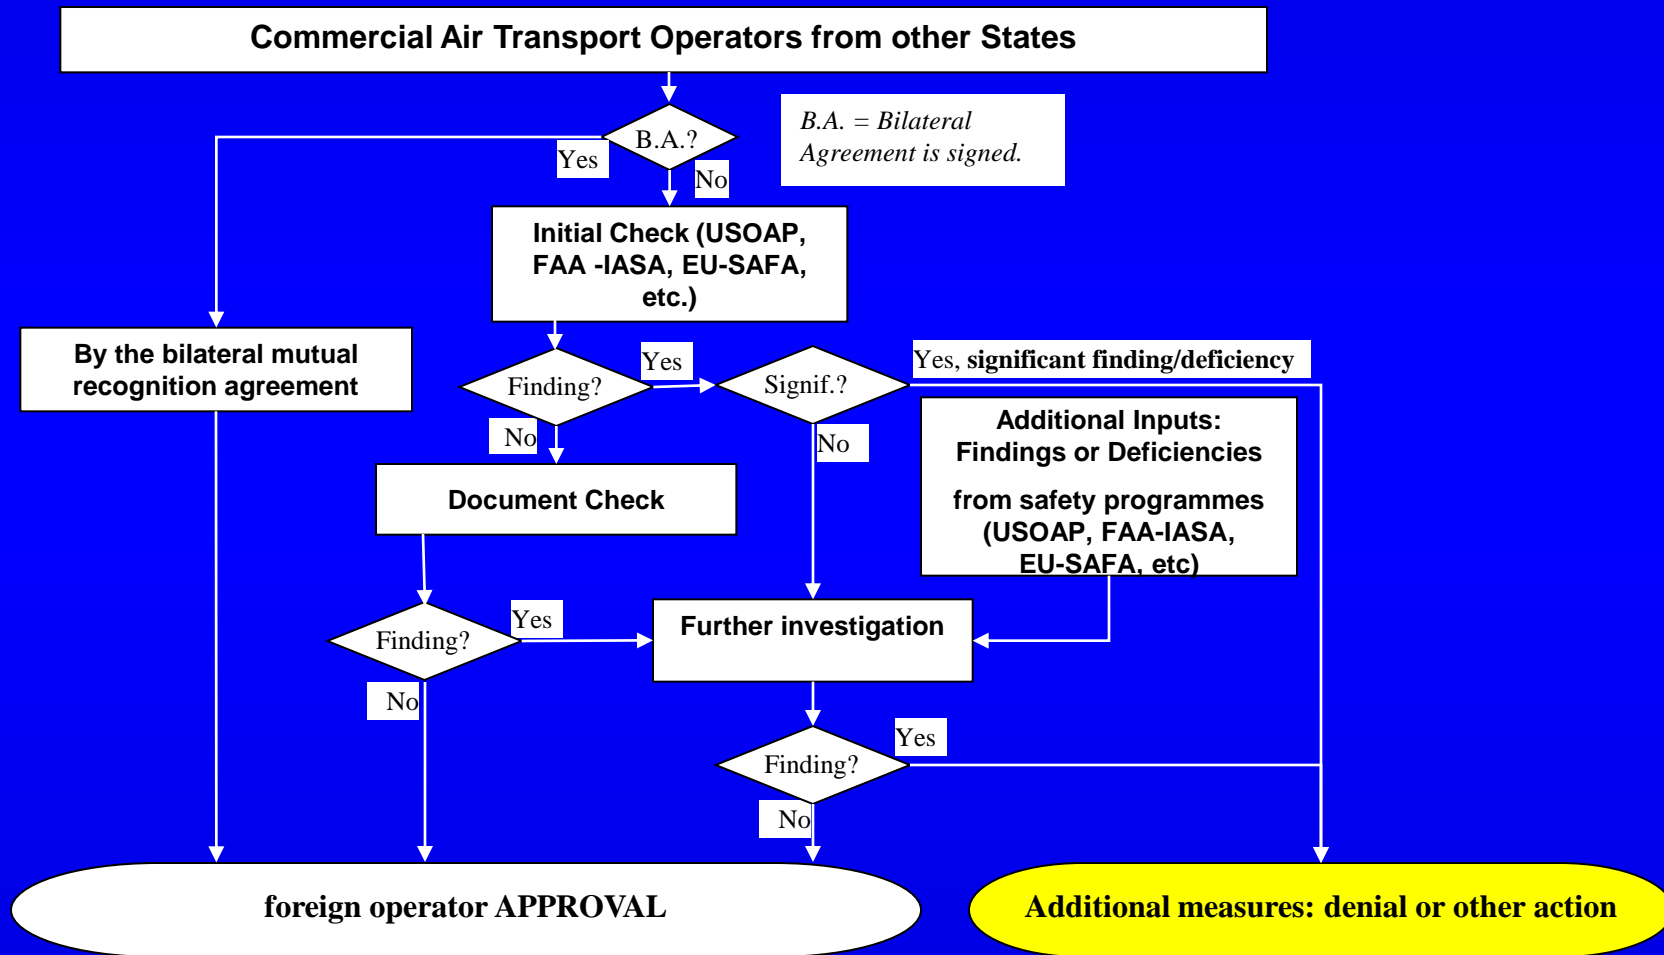 Commercial Air Transport Operators from other States
B.A.?
B.A. = Bilateral
Agreement is signed.
Yes
No
Initial Check (USOAP,
FAA -IASA, EU-SAFA,
etc.)
By the bilateral mutual
recognition agreement
Finding?
Yes
Signif.?
Yes, significant finding/deficiency
No
No
Additional Inputs:
Findings or Deficiencies
from safety programmes
(USOAP, FAA-IASA,
EU-SAFA, etc)
Document Check
Finding?
Yes
Further investigation
No
Finding?
Yes
No
foreign operator APPROVAL
Additional measures: denial or other action